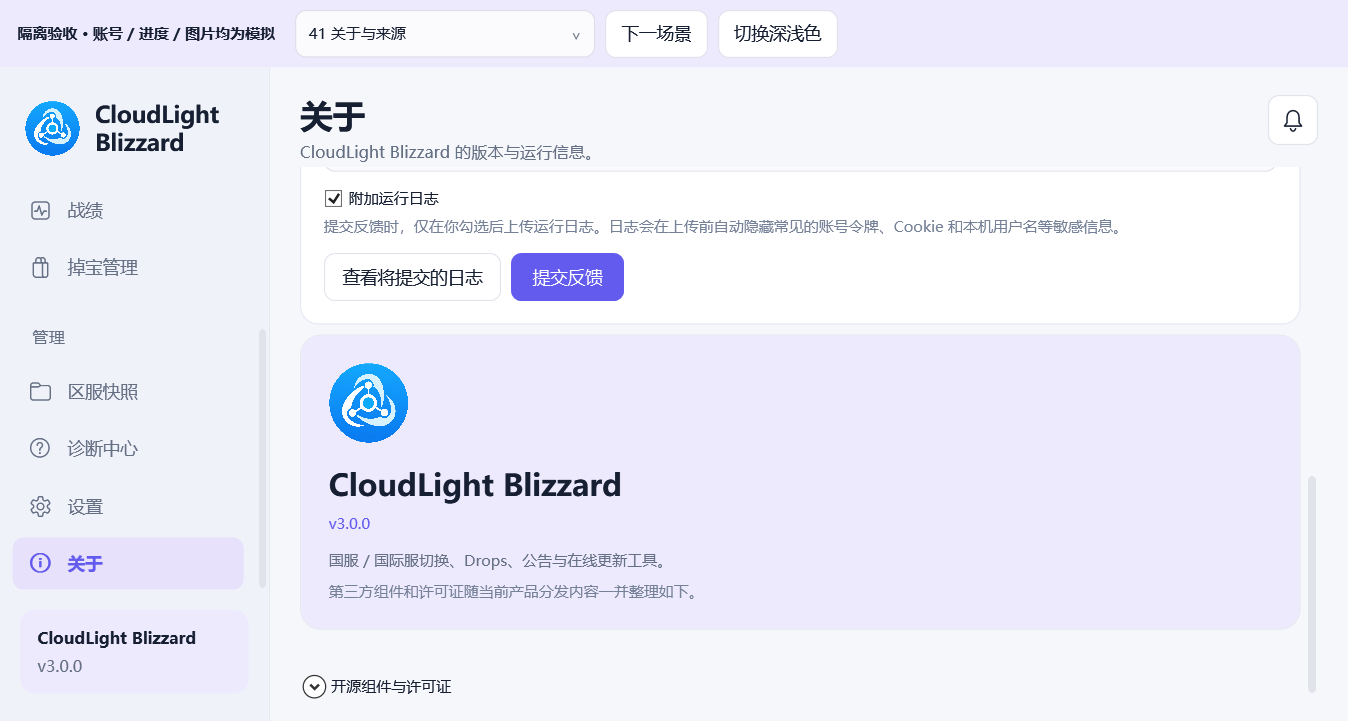 隔离验收 • 账号 / 进度 / 图片均为模拟
41 关于与来源
下一场景
切换深浅色
CloudLight
Blizzard
战绩
掉宝管理
管理
区服快照
诊断中心
设置
关于
CloudLight Blizzard
v3.0.0
关于
CloudLight Blizzard 的版本与运行信息。
附加运行日志
提交反馈时，仅在你勾选后上传运行日志。日志会在上传前自动隐藏常见的账号令牌、Cookie 和本机用户名等敏感信息。
查看将提交的日志
提交反馈
CloudLight Blizzard
v3.0.0
国服 / 国际服切换、Drops、公告与在线更新工具。
第三方组件和许可证随当前产品分发内容一并整理如下。
开源组件与许可证